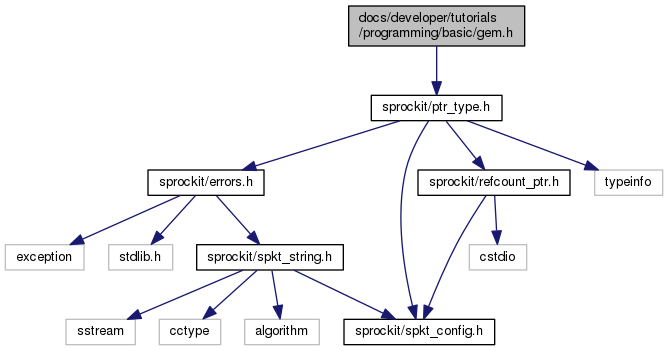 docs/developer/tutorials
/programming/basic/gem.h
sprockit/ptr_type.h
sprockit/errors.h
sprockit/refcount_ptr.h
typeinfo
exception
stdlib.h
sprockit/spkt_string.h
cstdio
sstream
cctype
algorithm
sprockit/spkt_config.h